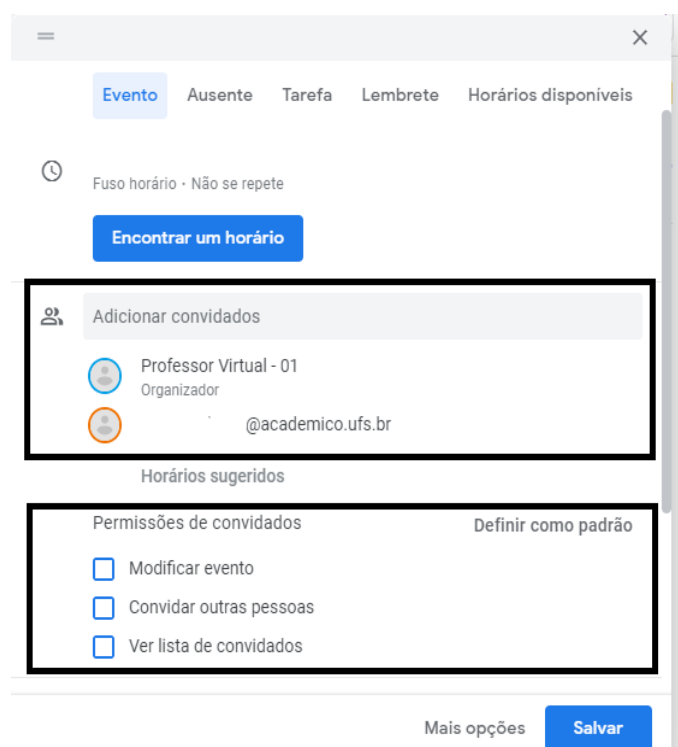 Evento Ausente Tarefa Lembrete Horários disponíveis
Fuso horário · Não se repete
Encontrar um horário
Adicionar convidados
Professor Virtual - 01
Organizador
@academico.ufs.br
Horários sugeridos
Permissões de convidados Definir como padrão
Modificar evento
Convidar outras pessoas
Ver lista de convidados
Mais opções Salvar